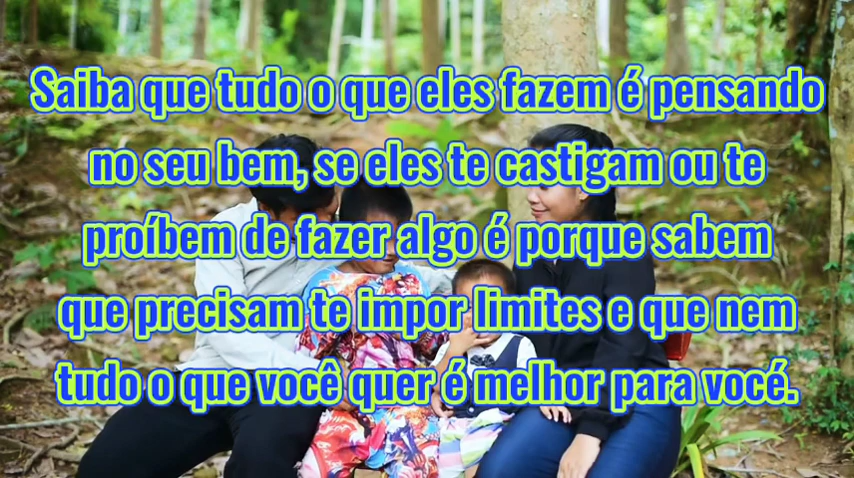 Saiba que tudo o que eles fazem é pensando
no seu bem, se eles te castigam ou te
proíbem de fazer algo é porque sabem
que precisam te impor limites e que nem
tudo o que você quer é melhor para vocé.